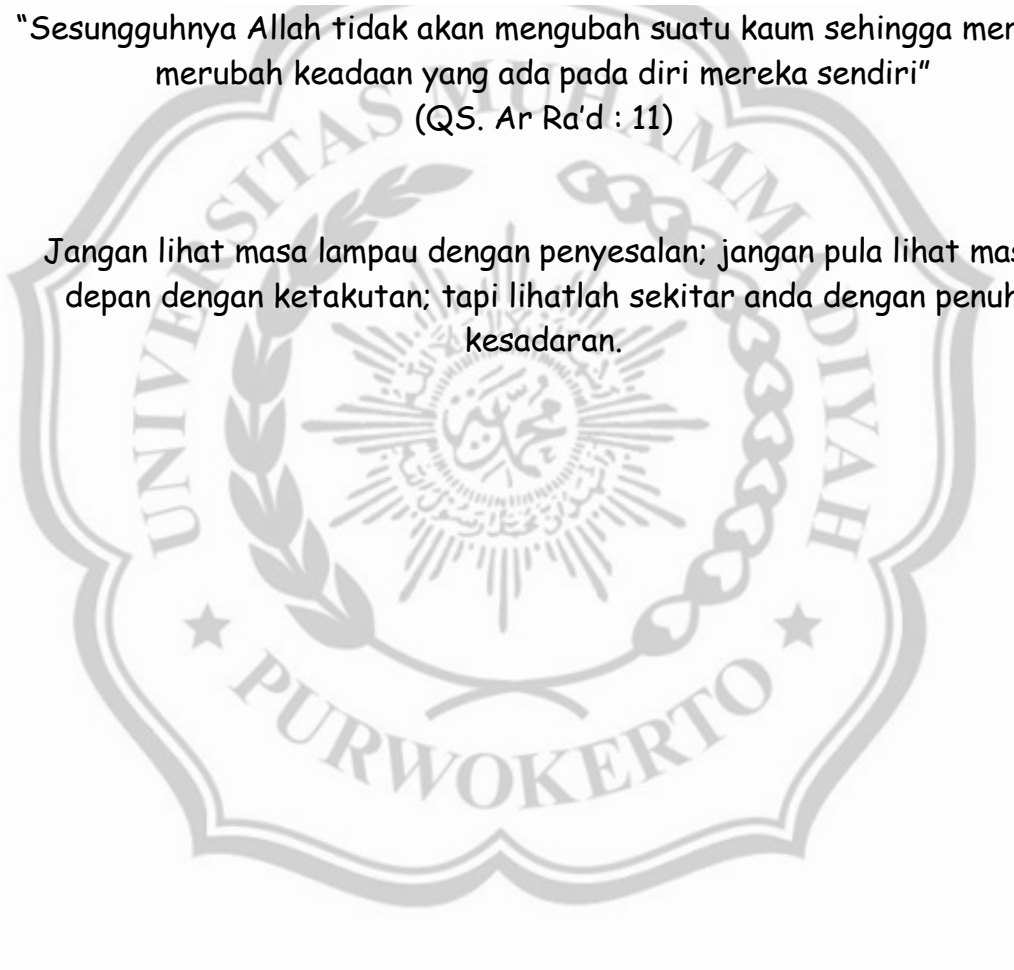 “Sesungguhnya Allah tidak akan mengubah suatu kaum sehingga
merubah keadaan yang ada pada diri mereka sendiri”
(QS. Ar Ra’d : 11)
Jangan lihat masa lampau dengan penyesalan; jangan pula lihat
depan dengan ketakutan; tapi lihatlah sekitar anda dengan penuh
kesadaran.
UNIVERSITAS MUHAMMADIYAH
PURWOKERTO
محمد